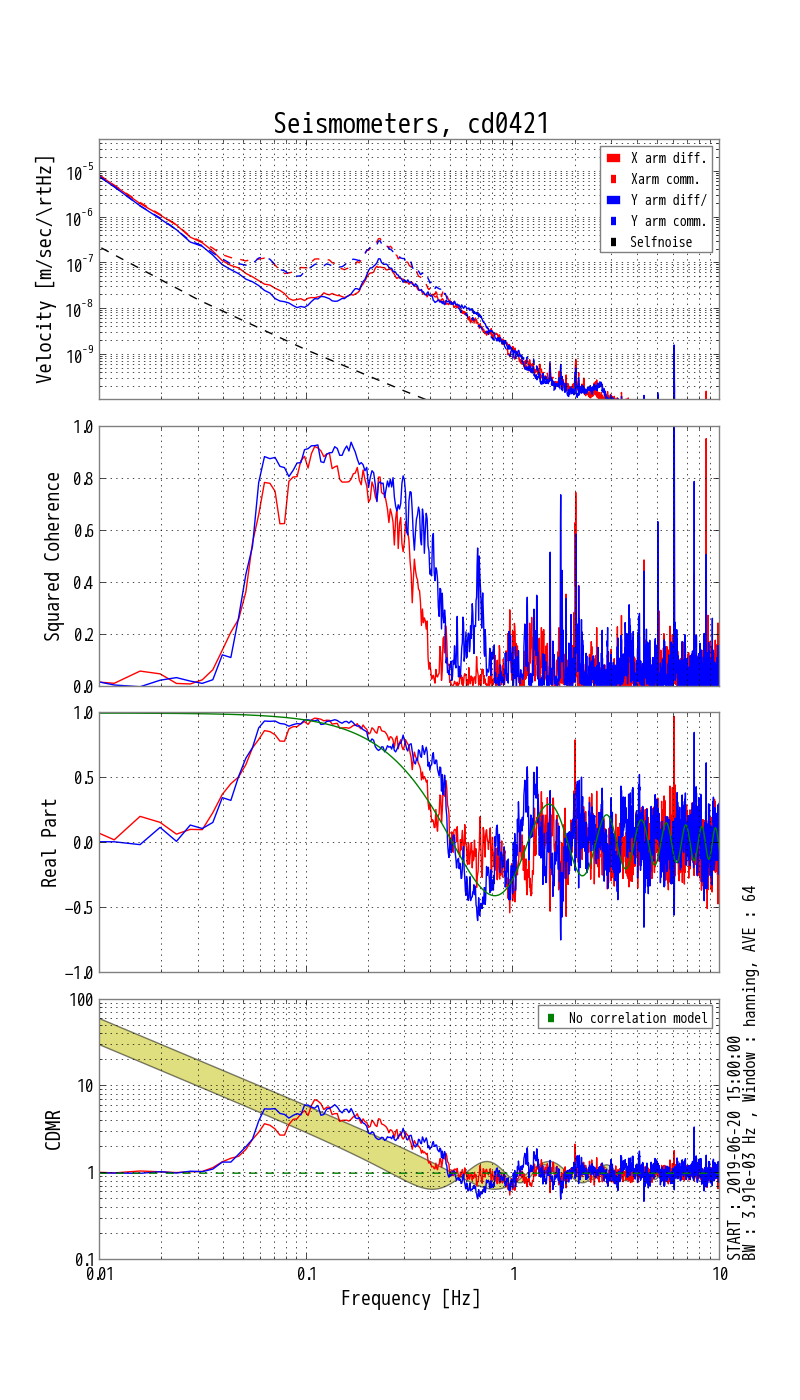 Seismometers, cd0421
Velocity [m/sec/\rtHz]
10^-5
10^-6
10^-7
10^-8
10^-9
X arm diff.
Xarm comm.
Y arm diff/
Y arm comm.
Selfnoise
Squared Coherence
1.0
0.8
0.6
0.4
0.2
0.0
Real Part
1.0
0.5
0.0
−0.5
−1.0
CDMR
100
10
1
0.1
No correlation model
0.01
0.1
1
10
Frequency [Hz]
START : 2019-06-20 15:00:00
BW : 3.91e-03 Hz , Window : hanning, AVE : 64